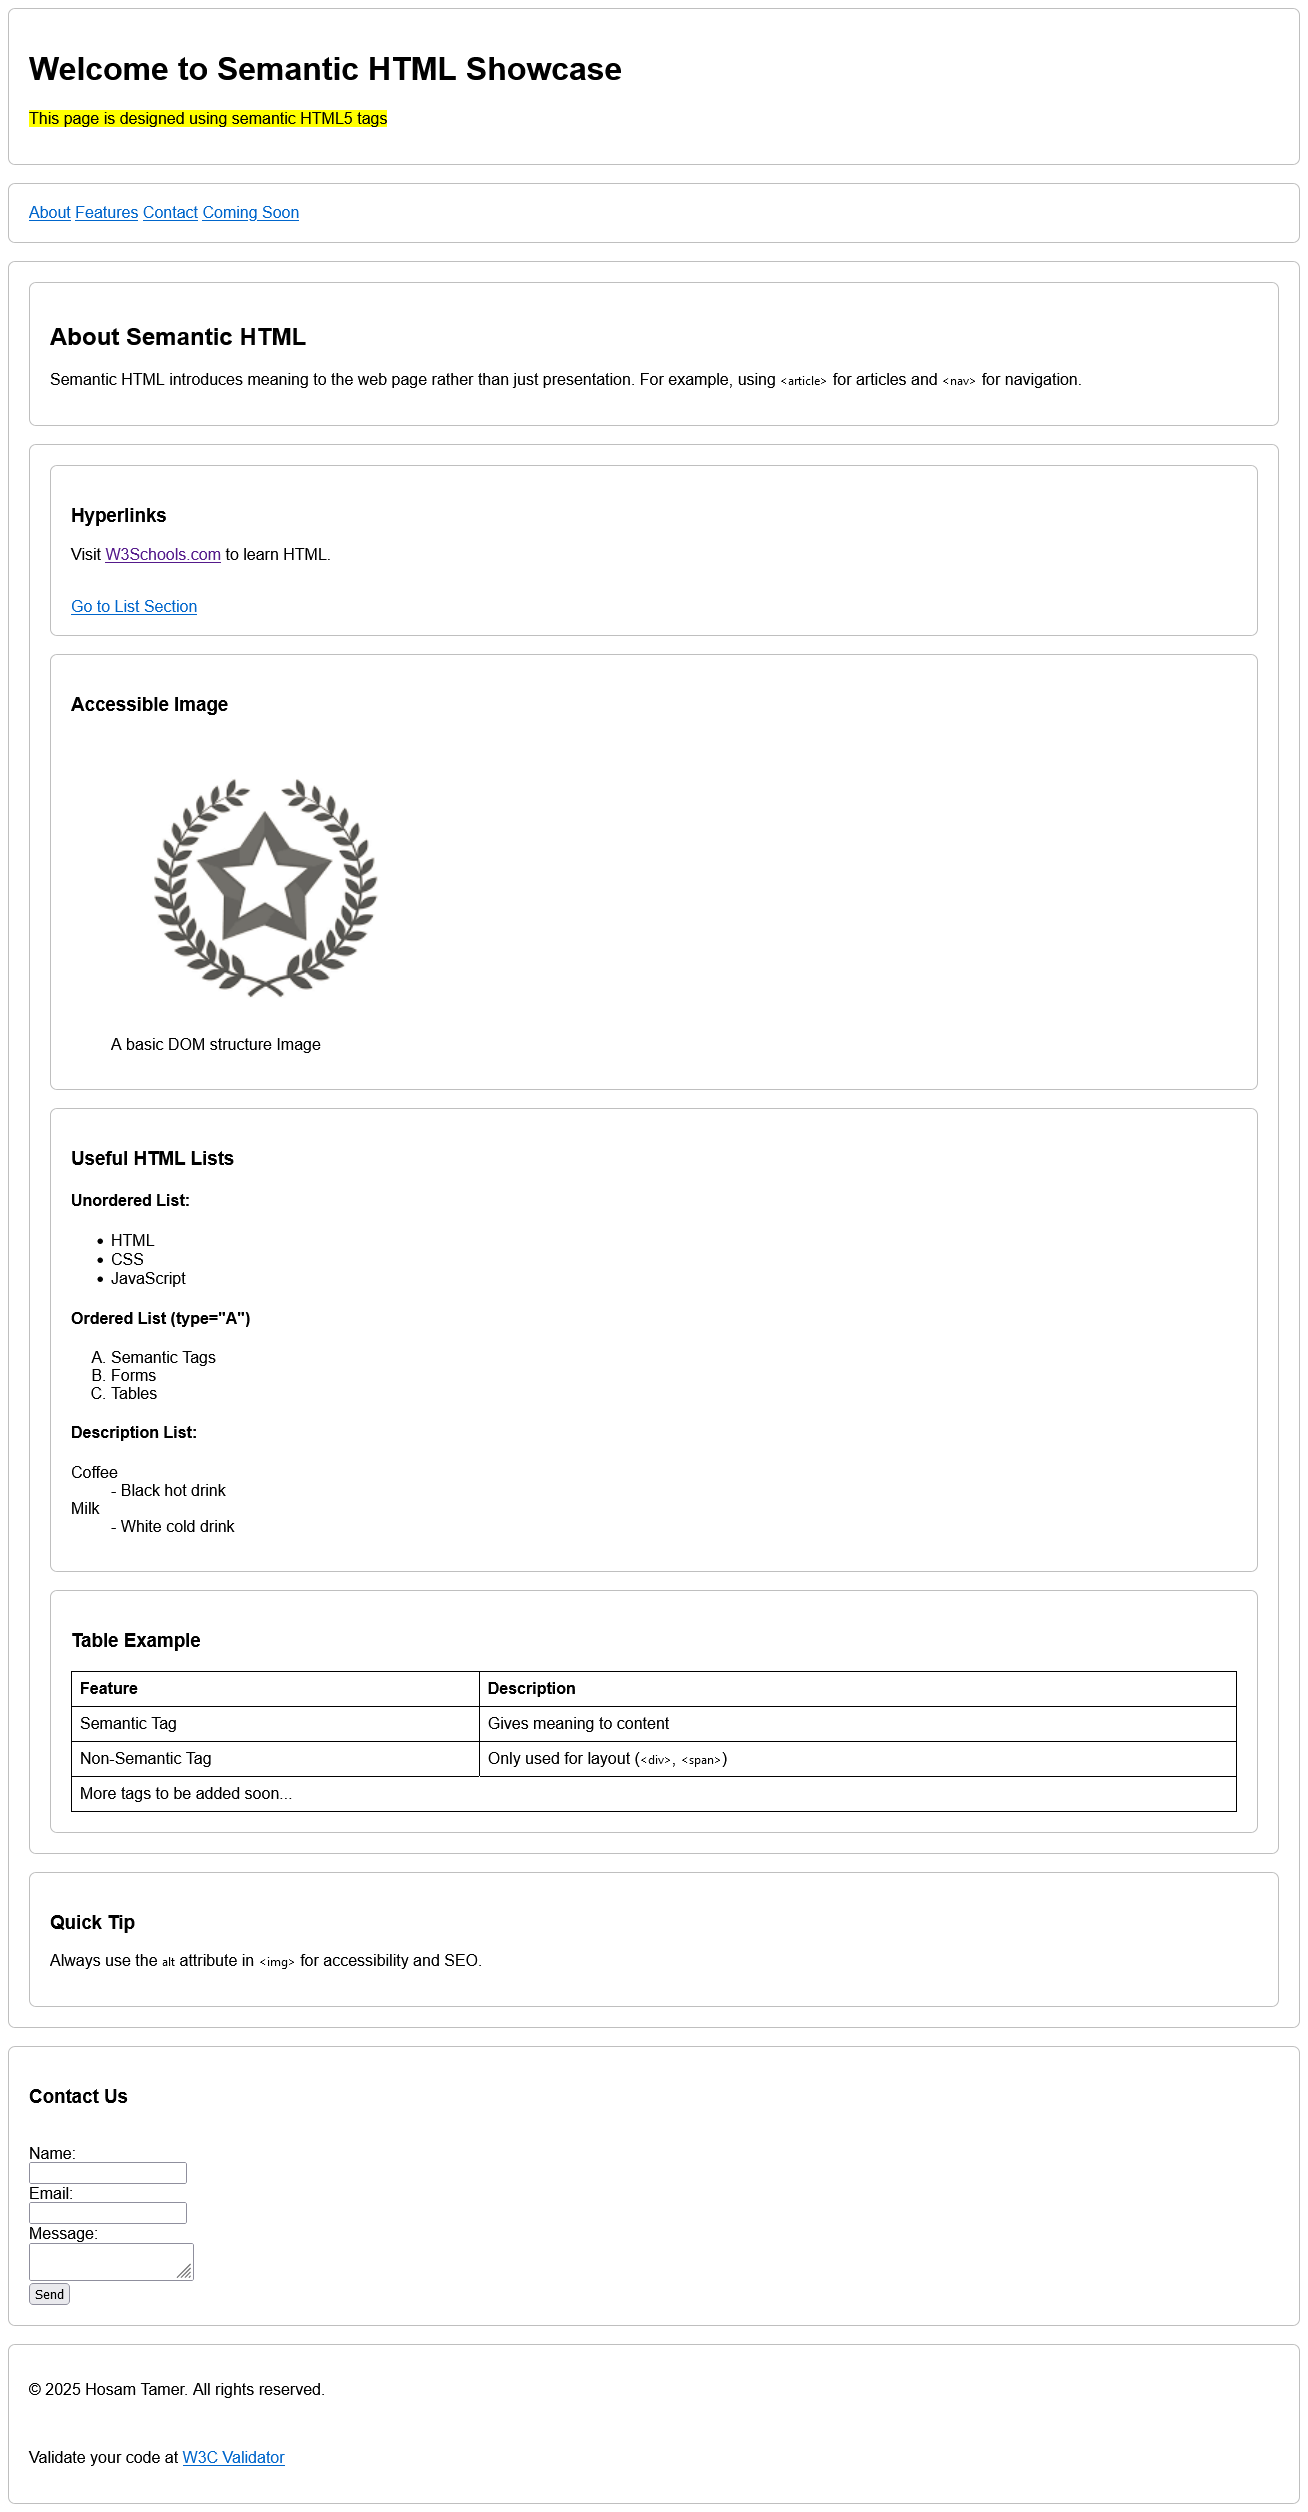 Welcome to Semantic HTML Showcase
This page is designed using semantic HTML5 tags
About Features Contact Coming Soon
About Semantic HTML
Semantic HTML introduces meaning to the web page rather than just presentation. For example, using <article> for articles and <nav> for navigation.
Hyperlinks
Visit W3Schools.com to learn HTML.
Go to List Section
Accessible Image
A basic DOM structure Image
Useful HTML Lists
Unordered List:
• HTML
• CSS
• JavaScript
Ordered List (type="A")
A. Semantic Tags
B. Forms
C. Tables
Description List:
Coffee
- Black hot drink
Milk
- White cold drink
Table Example
Feature Description
Semantic Tag Gives meaning to content
Non-Semantic Tag Only used for layout (<div>, <span>)
More tags to be added soon...
Quick Tip
Always use the alt attribute in <img> for accessibility and SEO.
Contact Us
Name:
Email:
Message:
Send
© 2025 Hosam Tamer. All rights reserved.
Validate your code at W3C Validator